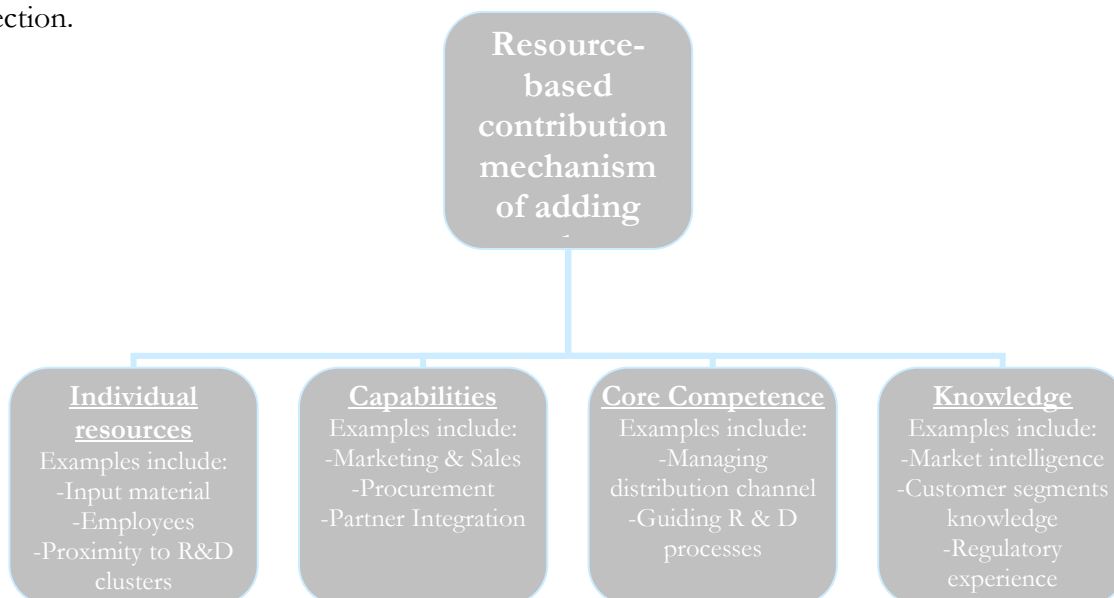 ection.
Resource-
based
contribution
mechanism
of adding
Individual
resources
Examples include:
-Input material
-Employees
-Proximity to R&D
clusters
Capabilities
Examples include:
-Marketing & Sales
-Procurement
-Partner Integration
Core Competence
Examples include:
-Managing
distribution channel
-Guiding R & D
processes
Knowledge
Examples include:
-Market intelligence
-Customer segments
knowledge
-Regulatory
experience